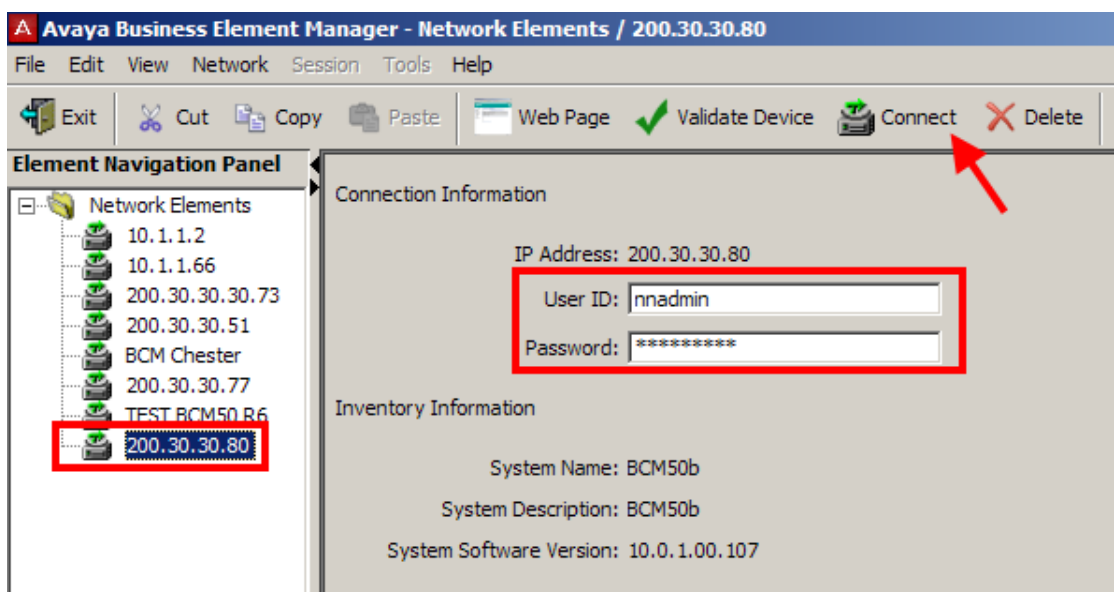 Avaya Business Element Manager - Network Elements / 200.30.30.80
File Edit View Network Session Tools Help
Exit Cut Copy Paste Web Page Validate Device Connect Delete
Element Navigation Panel
Network Elements
10.1.1.2
10.1.1.66
200.30.30.30.73
200.30.30.51
BCM Chester
200.30.30.77
TEST BCM50 R6
200.30.30.80
Connection Information
IP Address: 200.30.30.80
User ID: nnadmin
Password: *********
Inventory Information
System Name: BCM50b
System Description: BCM50b
System Software Version: 10.0.1.00.107